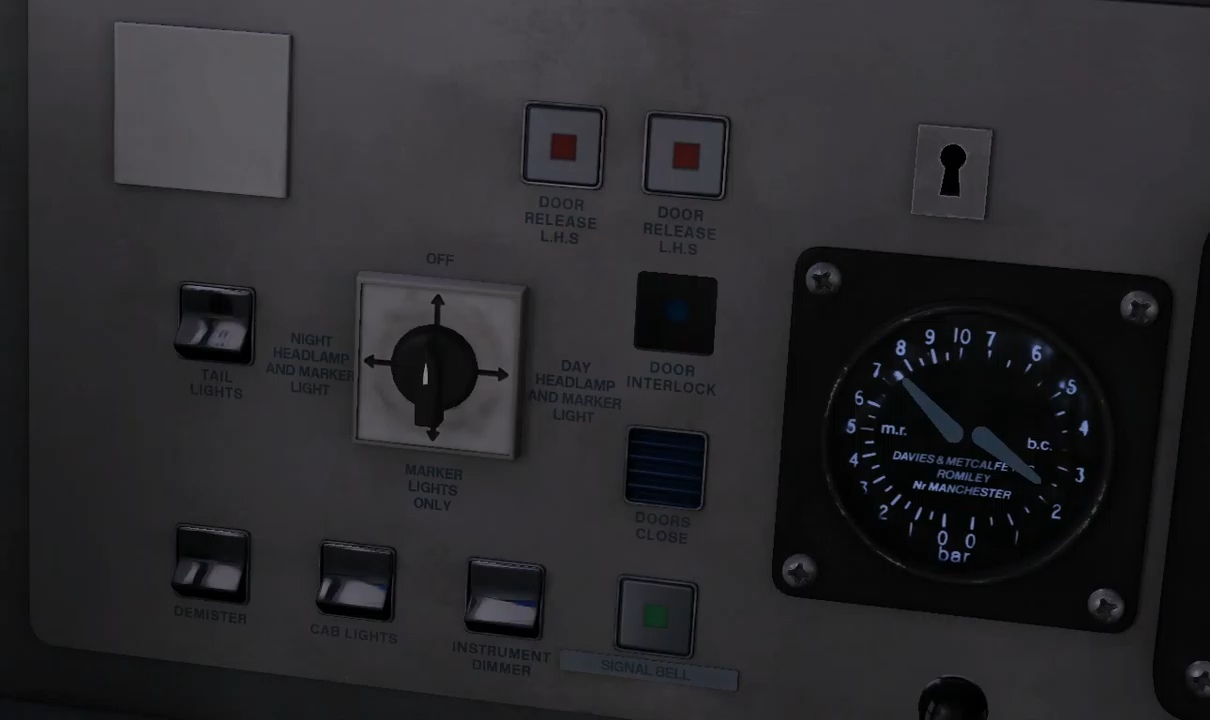 DOOR
RELEASE
L.H.S
DOOR
RELEASE
L.H.S
OFF
NIGHT
HEADLAMP
AND MARKER
LIGHT
DAY
HEADLAMP
AND MARKER
LIGHT
MARKER
LIGHTS
ONLY
TAIL
LIGHTS
DOOR
INTERLOCK
DOORS
CLOSE
DEMISTER
CAB LIGHTS
INSTRUMENT
DIMMER
SIGNAL BELL
10 9 8 7 6 5 4 3 2 0
7 6 5 4 3 2 0
m.r.
b.c.
DAVIES & METCALFE
ROMILEY
Nr MANCHESTER
bar